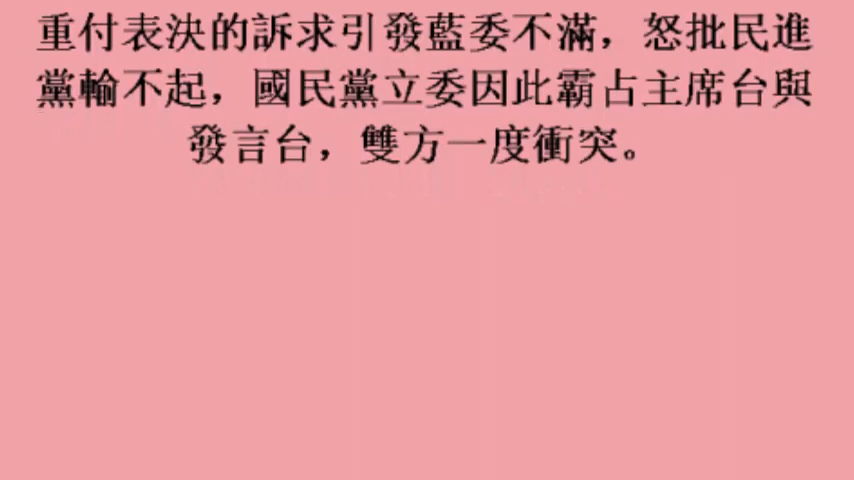 重付表決的訴求引發藍委不滿，怒批民進
黨輸不起，國民黨立委因此霸占主席台與
發言台，雙方一度衝突。